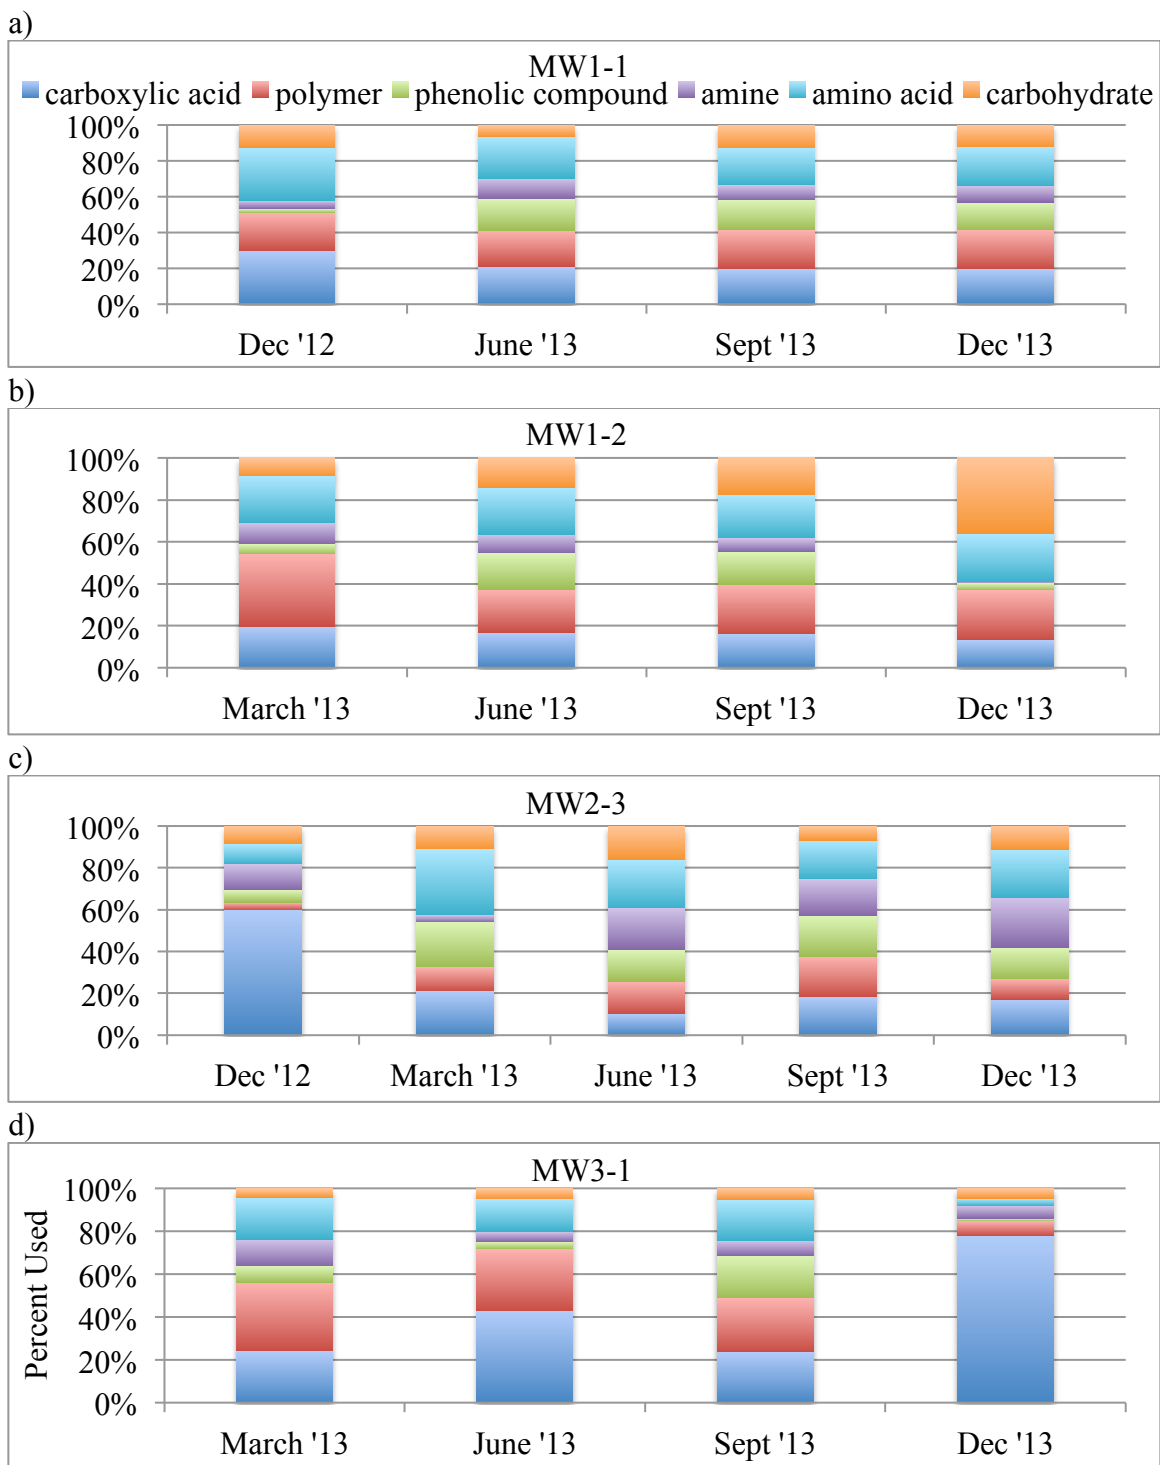 a)
MW1-1
carboxylic acid polymer phenolic compound amine amino acid carbohydrate
100%
80%
60%
40%
20%
0%
Dec '12 June '13 Sept '13 Dec '13
b)
MW1-2
100%
80%
60%
40%
20%
0%
March '13 June '13 Sept '13 Dec '13
c)
MW2-3
100%
80%
60%
40%
20%
0%
Dec '12 March '13 June '13 Sept '13 Dec '13
d)
MW3-1
Percent Used
100%
80%
60%
40%
20%
0%
March '13 June '13 Sept '13 Dec '13